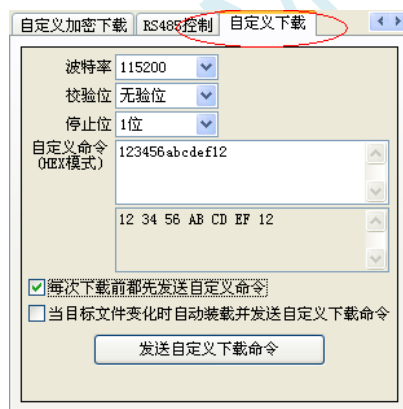 自定义加密下载 RS485控制 自定义下载
波特率 115200
校验位 无验位
停止位 1位
自定义命令 123456abcdef12
(HEX模式)
12 34 56 AB CD EF 12
每次下载前都先发送自定义命令
当目标文件变化时自动装载并发送自定义下载命令
发送自定义下载命令